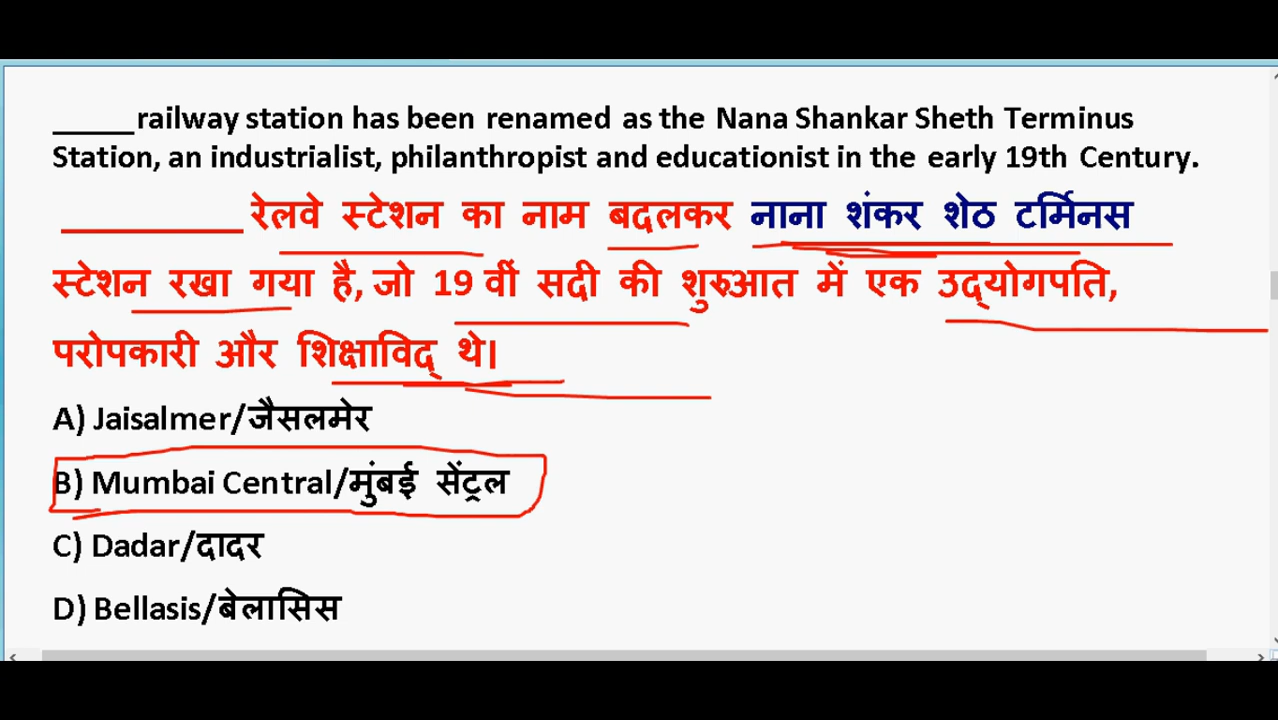 _____railway station has been renamed as the Nana Shankar Sheth Terminus
Station, an industrialist, philanthropist and educationist in the early 19th Century.
__________ रेलवे स्टेशन का नाम बदलकर नाना शंकर शेठ टर्मिनस
स्टेशन रखा गया है, जो 19 वीं सदी की शुरुआत में एक उद्योगपति,
परोपकारी और शिक्षाविद् थे।
A) Jaisalmer/जैसलमेर
B) Mumbai Central/मुंबई सेंट्रल
C) Dadar/दादर
D) Bellasis/बेलासिस